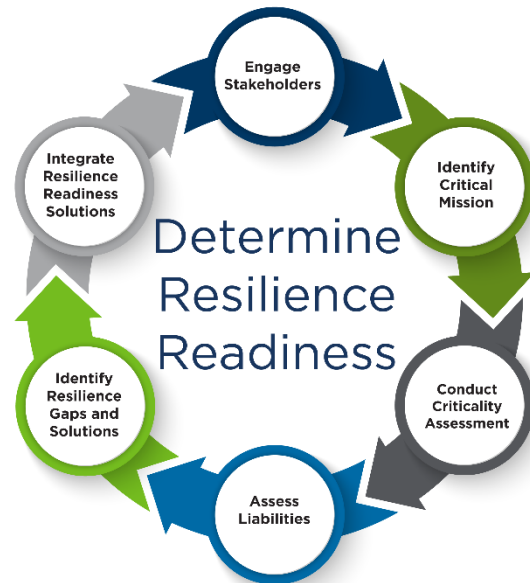 Engage
Stakeholders
Identify
Critical
Mission
Conduct
Criticality
Assessment
Assess
Liabilities
Identify
Resilience
Gaps and
Solutions
Integrate
Resilience
Readiness
Solutions
Determine
Resilience
Readiness